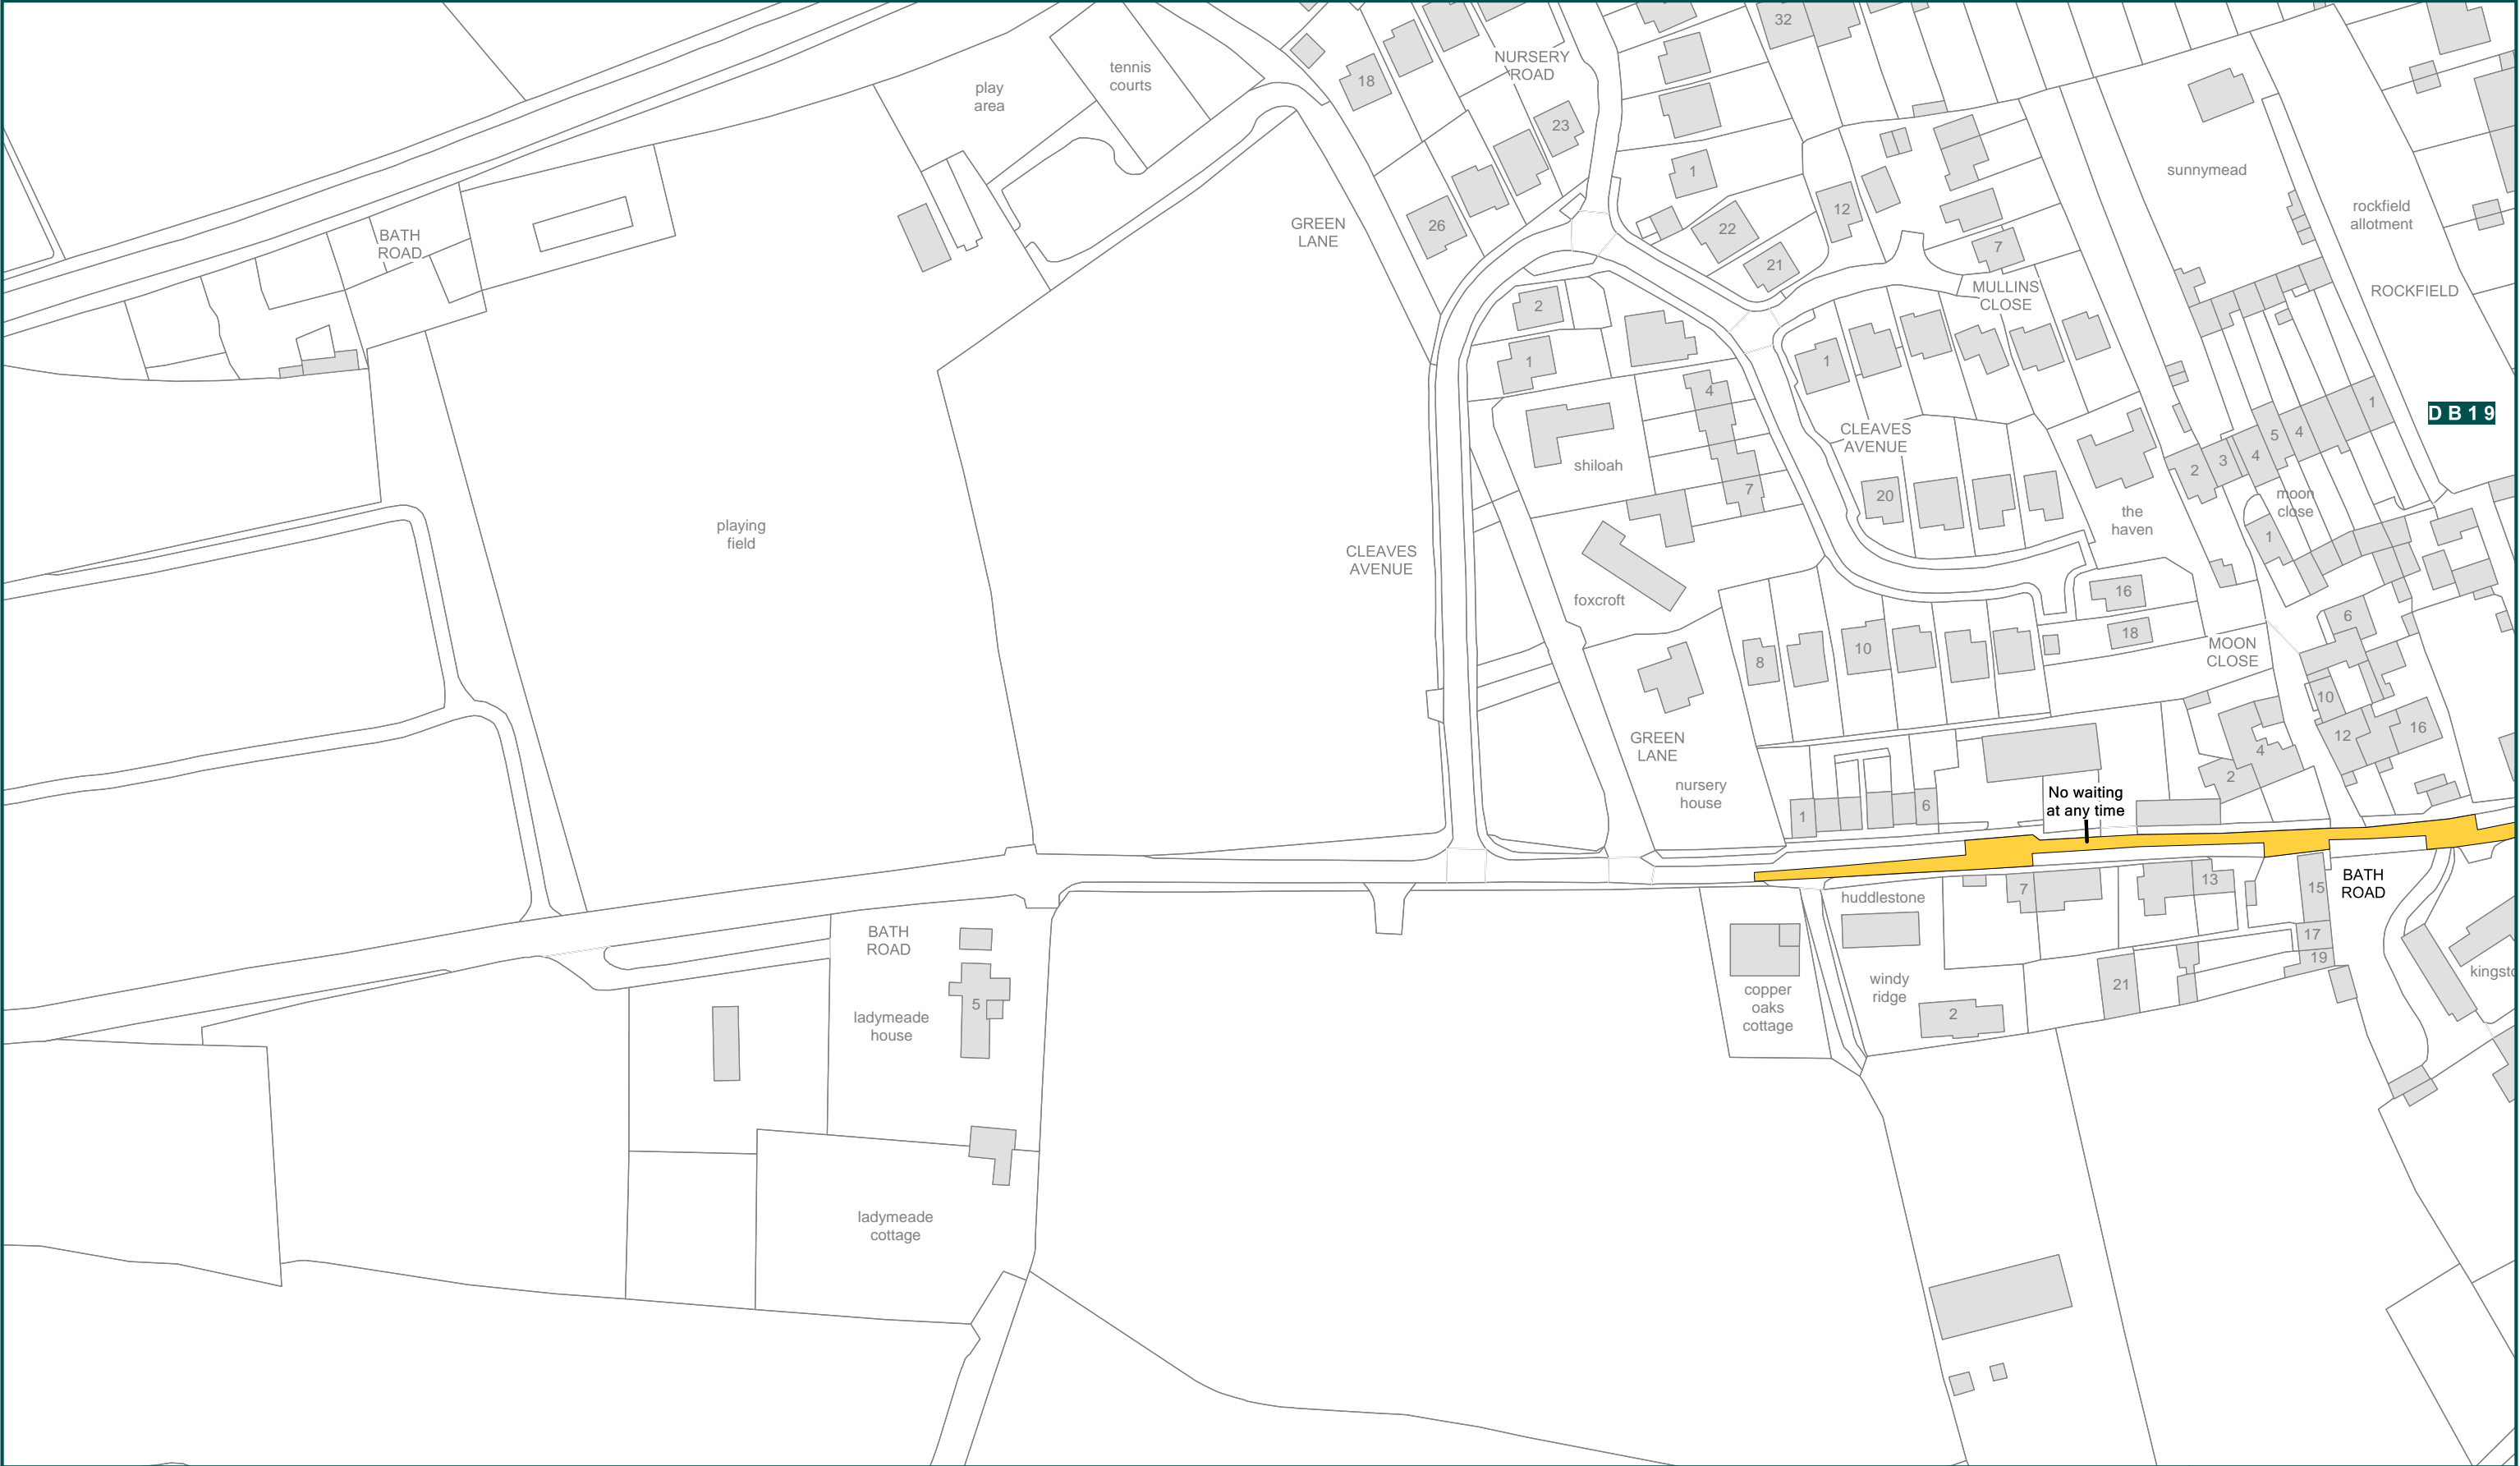 32
NURSERY
ROAD
tennis
courts
18
play
area
23
sunnymead
1
rockfield
allotment
12
GREEN
LANE
26
22
BATH
ROAD
7
21
MULLINS
CLOSE
ROCKFIELD
2
1
1
4
1
D B 1 9
CLEAVES
AVENUE
5
4
4
3
2
shiloah
7
20
moon
close
the
haven
playing
field
1
CLEAVES
AVENUE
16
foxcroft
6
18
10
MOON
CLOSE
8
10
16
12
GREEN
LANE
4
2
nursery
house
No waiting
at any time
6
1
BATH
ROAD
13
15
7
huddlestone
17
BATH
ROAD
19
kingsto
windy
ridge
21
copper
oaks
cottage
5
2
ladymeade
house
ladymeade
cottage